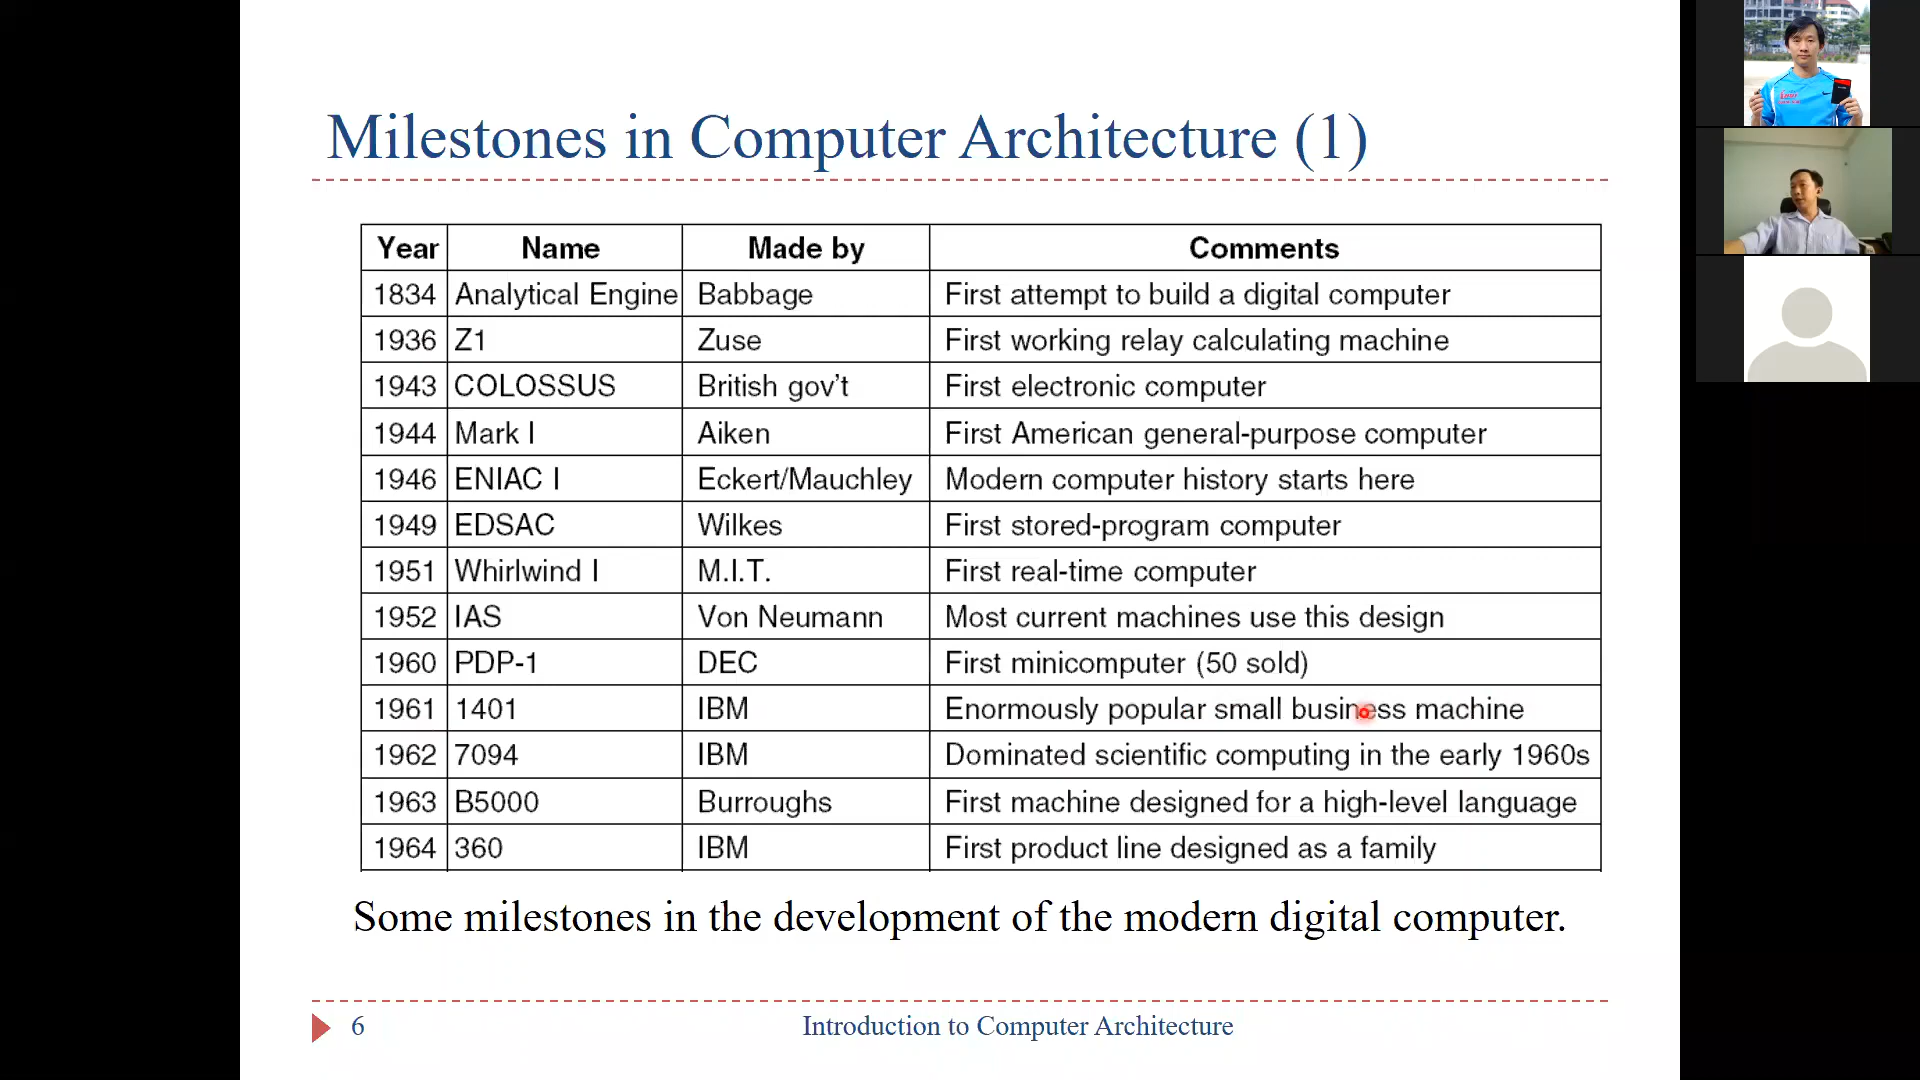 Milestones in Computer Architecture (1)
Year Name Made by Comments
1834 Analytical Engine Babbage First attempt to build a digital computer
1936 Z1 Zuse First working relay calculating machine
1943 COLOSSUS British gov't First electronic computer
1944 Mark I Aiken First American general-purpose computer
1946 ENIAC I Eckert/Mauchley Modern computer history starts here
1949 EDSAC Wilkes First stored-program computer
1951 Whirlwind I M.I.T. First real-time computer
1952 IAS Von Neumann Most current machines use this design
1960 PDP-1 DEC First minicomputer (50 sold)
1961 1401 IBM Enormously popular small business machine
1962 7094 IBM Dominated scientific computing in the early 1960s
1963 B5000 Burroughs First machine designed for a high-level language
1964 360 IBM First product line designed as a family
Some milestones in the development of the modern digital computer.
6 Introduction to Computer Architecture